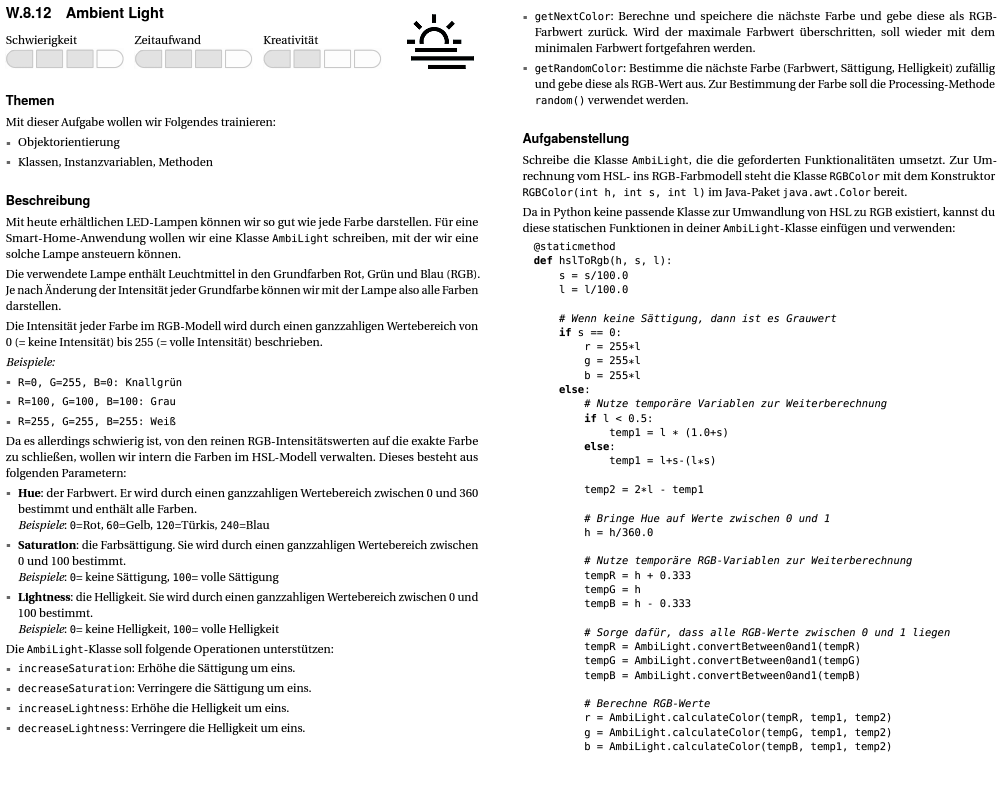 W.8.12 Ambient Light
Schwierigkeit
Zeitaufwand
Kreativität
Themen
Mit dieser Aufgabe wollen wir Folgendes trainieren:
▪ Objektorientierung
▪ Klassen, Instanzvariablen, Methoden
Beschreibung
Mit heute erhältlichen LED-Lampen können wir so gut wie jede Farbe darstellen. Für eine
Smart-Home-Anwendung wollen wir eine Klasse AmbiLight schreiben, mit der wir eine
solche Lampe ansteuern können.
Die verwendete Lampe enthält Leuchtmittel in den Grundfarben Rot, Grün und Blau (RGB).
Je nach Änderung der Intensität jeder Grundfarbe können wir mit der Lampe also alle Farben
darstellen.
Die Intensität jeder Farbe im RGB-Modell wird durch einen ganzzahligen Wertebereich von
0 (= keine Intensität) bis 255 (= volle Intensität) beschrieben.
Beispiele:
▪ R=0, G=255, B=0: Knallgrün
▪ R=100, G=100, B=100: Grau
▪ R=255, G=255, B=255: Weiß
Da es allerdings schwierig ist, von den reinen RGB-Intensitätswerten auf die exakte Farbe
zu schließen, wollen wir intern die Farben im HSL-Modell verwalten. Dieses besteht aus
folgenden Parametern:
▪ Hue: der Farbwert. Er wird durch einen ganzzahligen Wertebereich zwischen 0 und 360
bestimmt und enthält alle Farben.
Beispiele: 0=Rot, 60=Gelb, 120=Türkis, 240=Blau
▪ Saturation: die Farbsättigung. Sie wird durch einen ganzzahligen Wertebereich zwischen
0 und 100 bestimmt.
Beispiele: 0= keine Sättigung, 100= volle Sättigung
▪ Lightness: die Helligkeit. Sie wird durch einen ganzzahligen Wertebereich zwischen 0 und
100 bestimmt.
Beispiele: 0= keine Helligkeit, 100= volle Helligkeit
Die AmbiLight-Klasse soll folgende Operationen unterstützen:
▪ increaseSaturation: Erhöhe die Sättigung um eins.
▪ decreaseSaturation: Verringere die Sättigung um eins.
▪ increaseLightness: Erhöhe die Helligkeit um eins.
▪ decreaseLightness: Verringere die Helligkeit um eins.
▪ getNextColor: Berechne und speichere die nächste Farbe und gebe diese als RGB-
Farbwert zurück. Wird der maximale Farbwert überschritten, soll wieder mit dem
minimalen Farbwert fortgefahren werden.
▪ getRandomColor: Bestimme die nächste Farbe (Farbwert, Sättigung, Helligkeit) zufällig
und gebe diese als RGB-Wert aus. Zur Bestimmung der Farbe soll die Processing-Methode
random() verwendet werden.
Aufgabenstellung
Schreibe die Klasse AmbiLight, die die geforderten Funktionalitäten umsetzt. Zur Um-
rechnung vom HSL- ins RGB-Farbmodell steht die Klasse RGBColor mit dem Konstruktor
RGBColor(int h, int s, int l) im Java-Paket java.awt.Color bereit.
Da in Python keine passende Klasse zur Umwandlung von HSL zu RGB existiert, kannst du
diese statischen Funktionen in deiner AmbiLight-Klasse einfügen und verwenden:
@staticmethod
def hslToRgb(h, s, l):
    s = s/100.0
    l = l/100.0
    # Wenn keine Sättigung, dann ist es Grauwert
    if s == 0:
        r = 255*l
        g = 255*l
        b = 255*l
    else:
        # Nutze temporäre Variablen zur Weiterberechnung
        if l < 0.5:
            temp1 = l * (1.0+s)
        else:
            temp1 = l+s-(l*s)
        temp2 = 2*l - temp1
        # Bringe Hue auf Werte zwischen 0 und 1
        h = h/360.0
        # Nutze temporäre RGB-Variablen zur Weiterberechnung
        tempR = h + 0.333
        tempG = h
        tempB = h - 0.333
        # Sorge dafür, dass alle RGB-Werte zwischen 0 und 1 liegen
        tempR = AmbiLight.convertBetween0and1(tempR)
        tempG = AmbiLight.convertBetween0and1(tempG)
        tempB = AmbiLight.convertBetween0and1(tempB)
        # Berechne RGB-Werte
        r = AmbiLight.calculateColor(tempR, temp1, temp2)
        g = AmbiLight.calculateColor(tempG, temp1, temp2)
        b = AmbiLight.calculateColor(tempB, temp1, temp2)